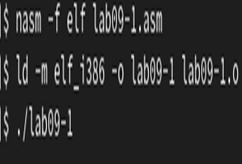 $ nasm -f elf lab09-1.asm
$ ld -m elf_i386 -o lab09-1 lab09-1.o
$ ./lab09-1